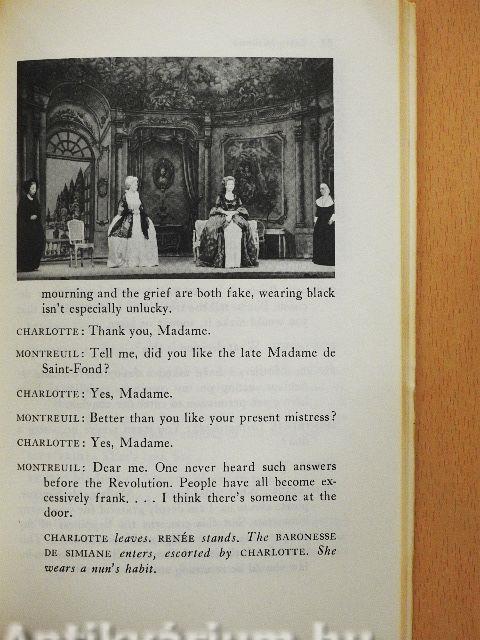 mourning and the grief are both fake, wearing black
isn't especially unlucky.
CHARLOTTE: Thank you, Madame.
MONTREUIL: Tell me, did you like the late Madame de
Saint-Fond?
CHARLOTTE: Yes, Madame.
MONTREUIL: Better than you like your present mistress?
CHARLOTTE: Yes, Madame.
MONTREUIL: Dear me. One never heard such answers
before the Revolution. People have all become ex-
cessively frank. . . . I think there's someone at the
door.
CHARLOTTE leaves. RENÉE stands. The BARONESSE
DE SIMIANE enters, escorted by CHARLOTTE. She
wears a nun's habit.
Antikvárium.hu